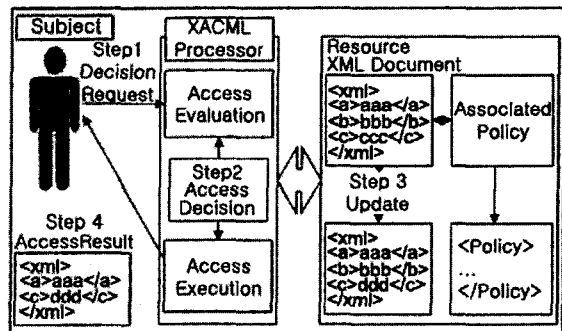 Subject
Step1
Decision
Request
Step 4
AccessResult
<xml>
<a>aaa</a>
<c>ddd</c>
</xml>
XACML
Processor
Access
Evaluation
Step2
Access
Decision
Access
Execution
Resource
XML Document
<xml>
<a>aaa</a>
<b>bbb</b>
<c>ccc</c>
</xml>
Associated
Policy
Step 3
Update
<xml>
<a>aaa</a>
<b>bbb</b>
<c>ddd</c>
</xml>
<Policy>
...
</Policy>